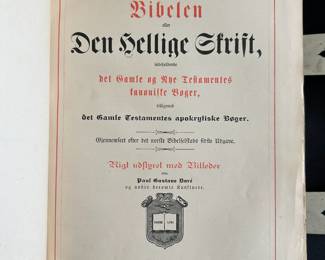 Bibelen
eller
Den Hellige Skrift,
indeholdende
det Gamle og Nye Testamentes
kanoniske Bøger,
tilligemed
det Gamle Testamentes apokryfiske Bøger.
Gjennemseet efter det norske Bibelselskabs sidste Udgave.
Rigt udstyret med Billeder
Paul Gustave Doré
og andre berømte Kunstnere.